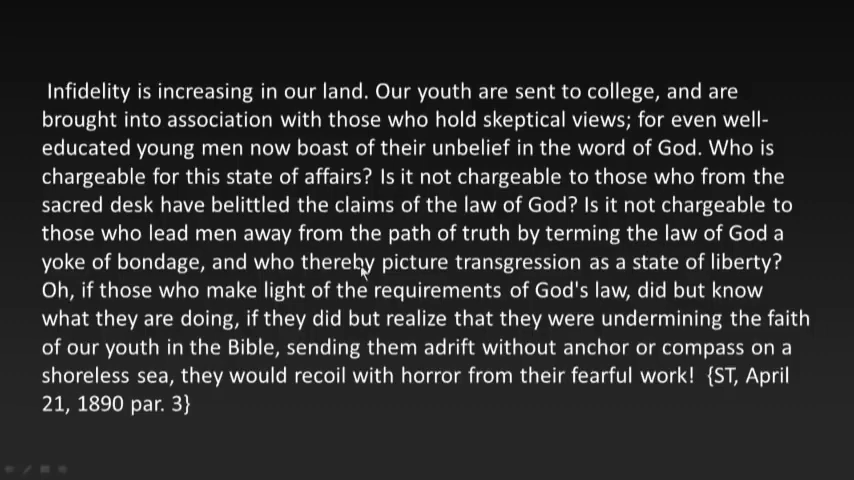 Infidelity is increasing in our land. Our youth are sent to college, and are
brought into association with those who hold skeptical views; for even well-
educated young men now boast of their unbelief in the word of God. Who is
chargeable for this state of affairs? Is it not chargeable to those who from the
sacred desk have belittled the claims of the law of God? Is it not chargeable to
those who lead men away from the path of truth by terming the law of God a
yoke of bondage, and who thereby picture transgression as a state of liberty?
Oh, if those who make light of the requirements of God's law, did but know
what they are doing, if they did but realize that they were undermining the faith
of our youth in the Bible, sending them adrift without anchor or compass on a
shoreless sea, they would recoil with horror from their fearful work!  {ST, April
21, 1890 par. 3}